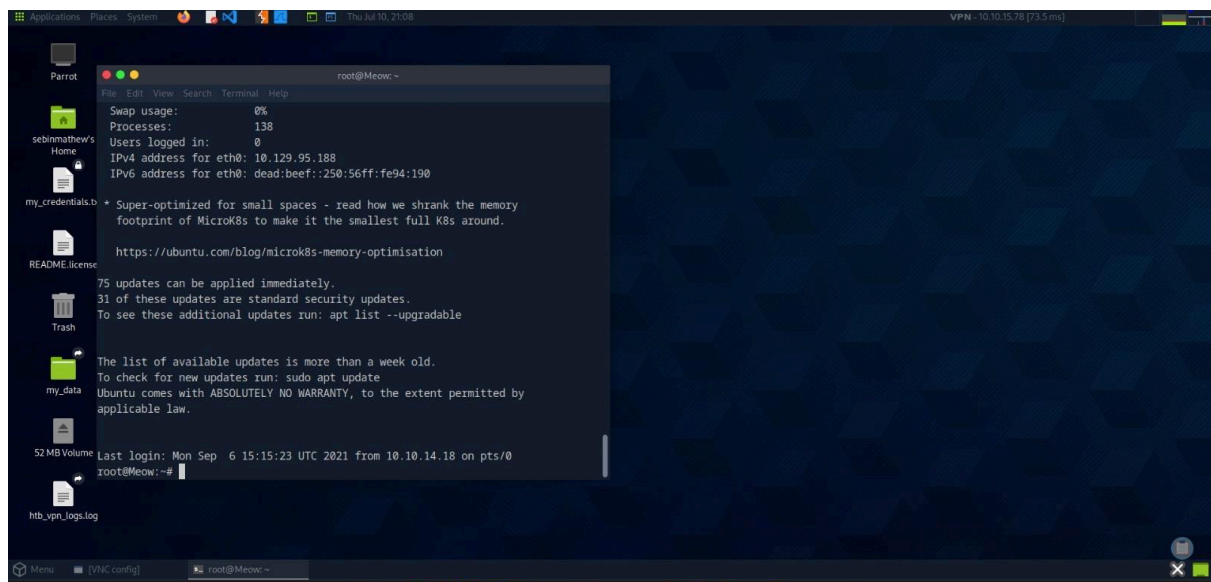 Applications Places System Thu Jul 10, 21:08 VPN - 10.10.15.78 [73.5 ms]
Parrot
sebinmathew's
Home
my_credentials.tx
README.license
Trash
my_data
52 MB Volume
htb_vpn_logs.log
root@Meow: ~
File Edit View Search Terminal Help
Swap usage: 0%
Processes: 138
Users logged in: 0
IPv4 address for eth0: 10.129.95.188
IPv6 address for eth0: dead:beef::250:56ff:fe94:190
* Super-optimized for small spaces - read how we shrank the memory
footprint of MicroK8s to make it the smallest full K8s around.
https://ubuntu.com/blog/microk8s-memory-optimisation
75 updates can be applied immediately.
31 of these updates are standard security updates.
To see these additional updates run: apt list --upgradable
The list of available updates is more than a week old.
To check for new updates run: sudo apt update
Ubuntu comes with ABSOLUTELY NO WARRANTY, to the extent permitted by
applicable law.
Last login: Mon Sep 6 15:15:23 UTC 2021 from 10.10.14.18 on pts/0
root@Meow:~#
Menu [VNC config] root@Meow: ~